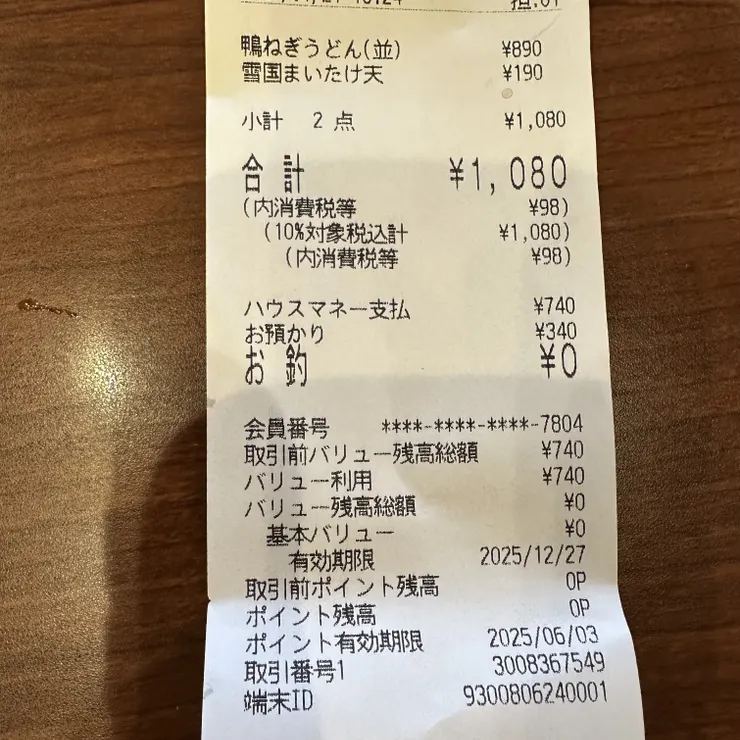 鴨ねぎうどん(並) ¥890
雪国まいたけ天 ¥190
小計 2 点 ¥1,080
合計 ¥1,080
(内消費税等 ¥98)
(10%対象税込計 ¥1,080)
(内消費税等 ¥98)
ハウスマネー支払 ¥740
お預かり ¥340
お釣 ¥0
会員番号 ****-****-****-7804
取引前バリュー残高総額 ¥740
バリュー利用 ¥740
バリュー残高総額 ¥0
基本バリュー ¥0
有効期限 2025/12/27
取引前ポイント残高 0P
ポイント残高 0P
ポイント有効期限 2025/06/03
取引番号1 3008367549
端末ID 9300806240001